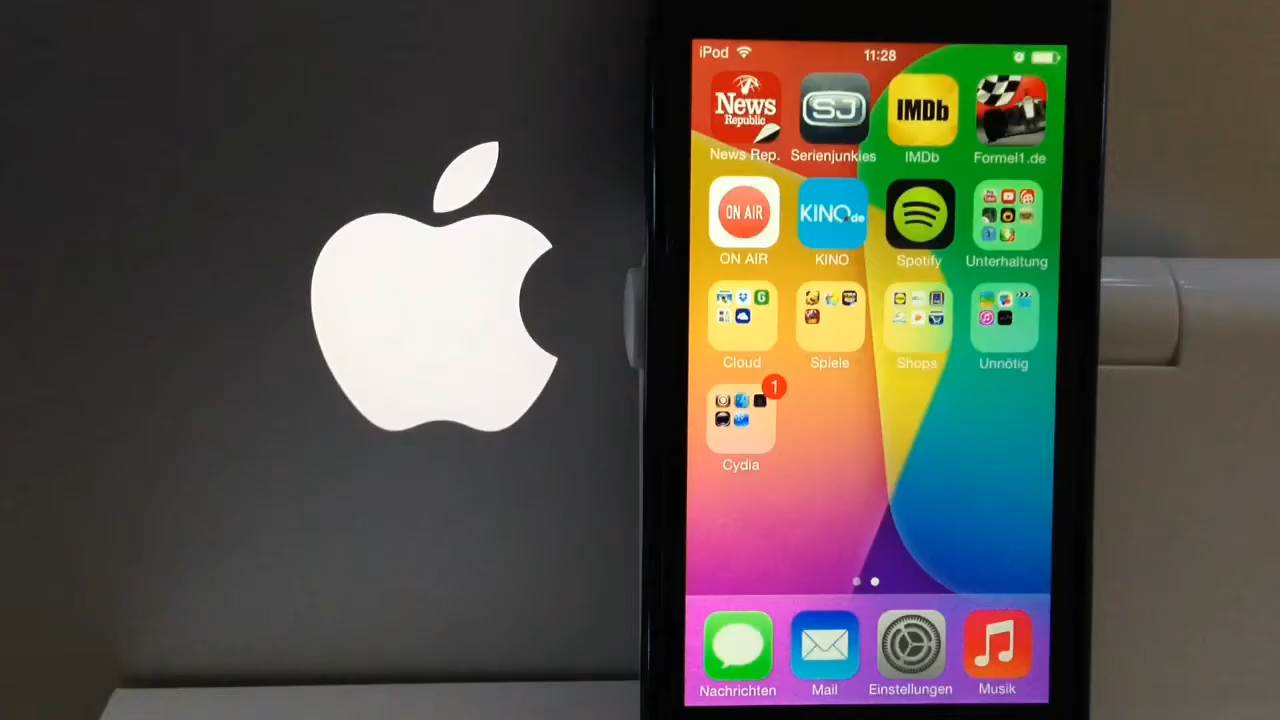 iPod
11:28
News Republic
SJ
IMDb
News Rep.
Serienjunkies
IMDb
Formel1.de
ON AIR
KINO.de
ON AIR
KINO
Spotify
Unterhaltung
Cloud
Spiele
Shops
Unnötig
1
Cydia
Nachrichten
Mail
Einstellungen
Musik